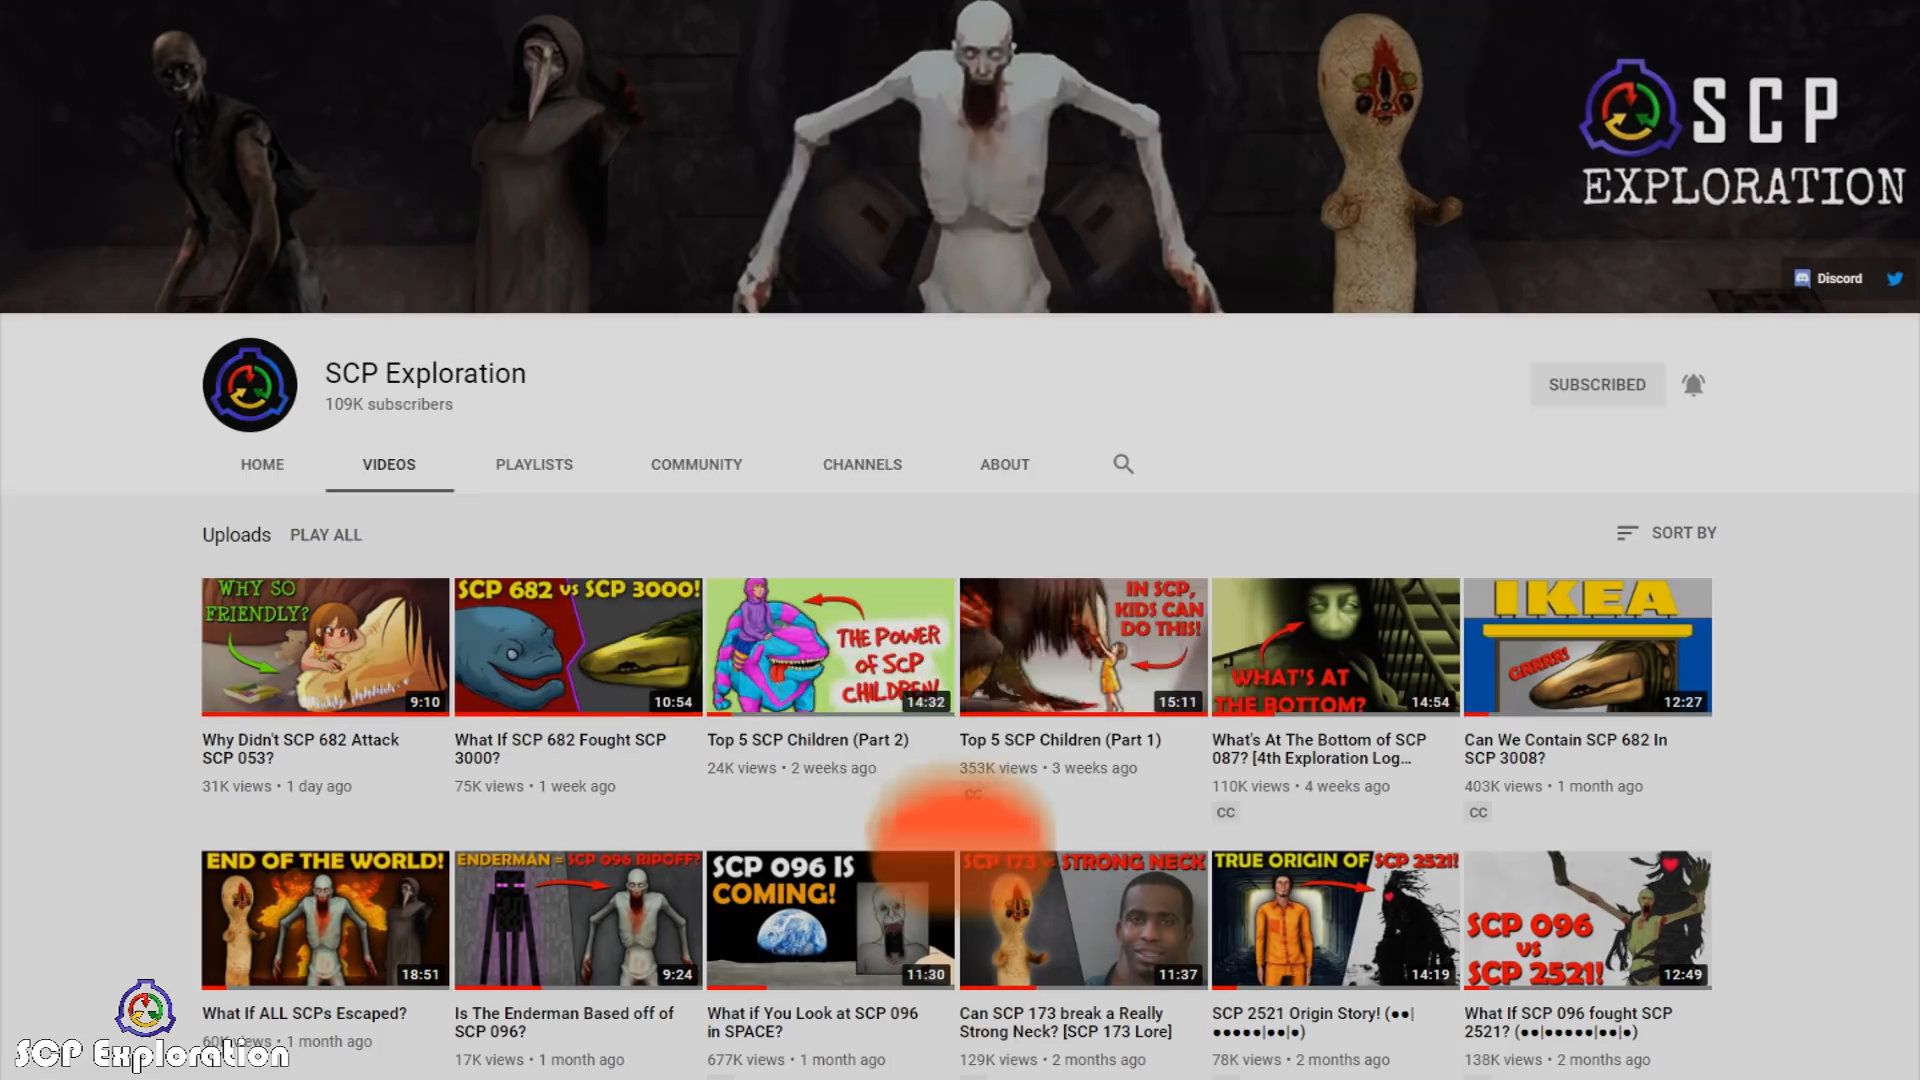 SCP
EXPLORATION
Discord
SCP Exploration
109K subscribers
SUBSCRIBED
HOME VIDEOS PLAYLISTS COMMUNITY CHANNELS ABOUT
Uploads PLAY ALL SORT BY
WHY SO
FRIENDLY?
9:10
Why Didn't SCP 682 Attack
SCP 053?
31K views • 1 day ago
SCP 682 vs SCP 3000!
10:54
What If SCP 682 Fought SCP
3000?
75K views • 1 week ago
THE POWER
OF SCP
CHILDREN!
14:32
Top 5 SCP Children (Part 2)
24K views • 2 weeks ago
IN SCP,
KIDS CAN
DO THIS!
15:11
Top 5 SCP Children (Part 1)
353K views • 3 weeks ago
CC
WHAT'S AT
THE BOTTOM?
14:54
What's At The Bottom of SCP
087? [4th Exploration Log...
110K views • 4 weeks ago
CC
IKEA
GRRRR!
12:27
Can We Contain SCP 682 In
SCP 3008?
403K views • 1 month ago
CC
END OF THE WORLD!
18:51
What If ALL SCPs Escaped?
60K views • 1 month ago
ENDERMAN = SCP 096 RIPOFF?
9:24
Is The Enderman Based off of
SCP 096?
17K views • 1 month ago
SCP 096 IS
COMING!
11:30
What if You Look at SCP 096
in SPACE?
677K views • 1 month ago
SCP 173 STRONG NECK
11:37
Can SCP 173 break a Really
Strong Neck? [SCP 173 Lore]
129K views • 2 months ago
TRUE ORIGIN OF SCP 2521!
14:19
SCP 2521 Origin Story! (●●|
●●●●●|●●|●)
78K views • 2 months ago
SCP 096
vs
SCP 2521!
12:49
What If SCP 096 fought SCP
2521? (●●|●●●●●|●●|●)
138K views • 2 months ago
SCP Exploration